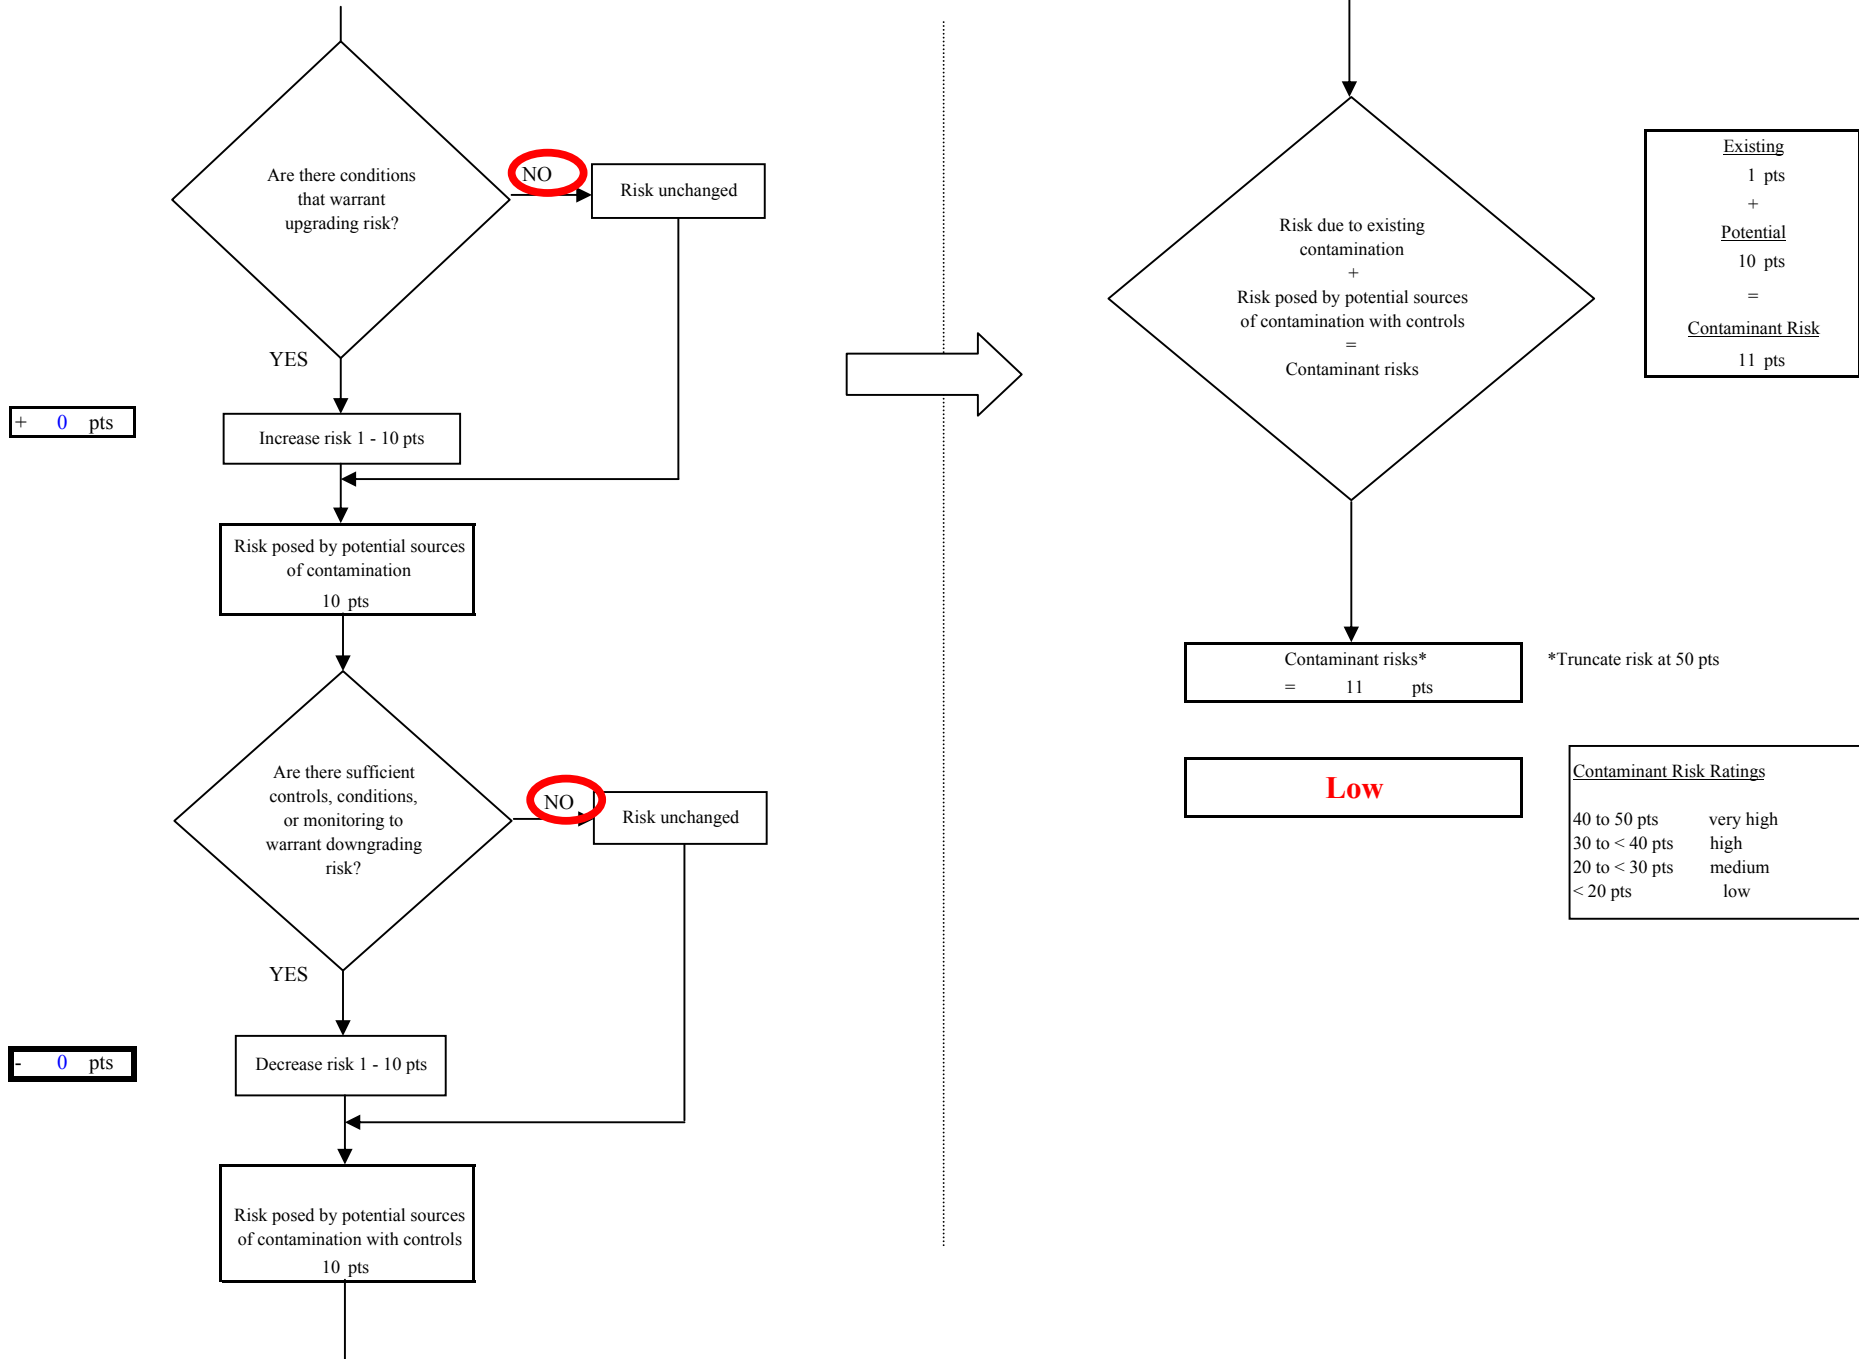 Are there conditions
that warrant
upgrading risk?
NO
Risk unchanged
YES
+ 0 pts
Increase risk 1 - 10 pts
Risk posed by potential sources
of contamination
10 pts
Are there sufficient
controls, conditions,
or monitoring to
warrant downgrading
risk?
NO
Risk unchanged
YES
- 0 pts
Decrease risk 1 - 10 pts
Risk posed by potential sources
of contamination with controls
10 pts
Risk due to existing
contamination
+
Risk posed by potential sources
of contamination with controls
=
Contaminant risks
Existing
1 pts
+
Potential
10 pts
=
Contaminant Risk
11 pts
Contaminant risks*
= 11 pts
*Truncate risk at 50 pts
Low
Contaminant Risk Ratings
40 to 50 pts very high
30 to < 40 pts high
20 to < 30 pts medium
< 20 pts low